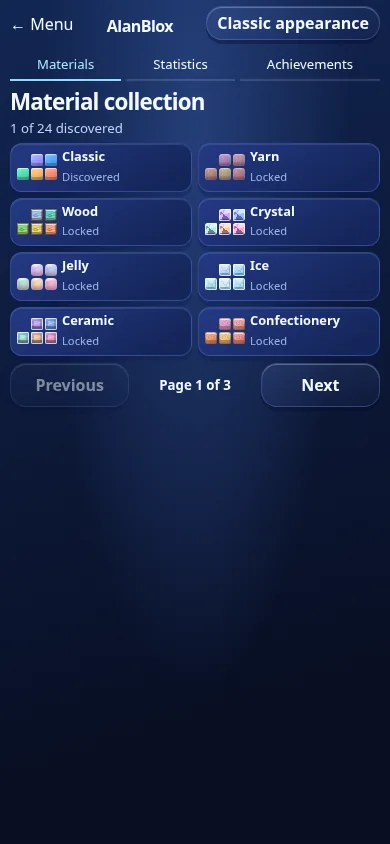 ← Menu
AlanBlox
Classic appearance
Materials
Statistics
Achievements
Material collection
1 of 24 discovered
Classic
Discovered
Yarn
Locked
Wood
Locked
Crystal
Locked
Jelly
Locked
Ice
Locked
Ceramic
Locked
Confectionery
Locked
Previous
Page 1 of 3
Next